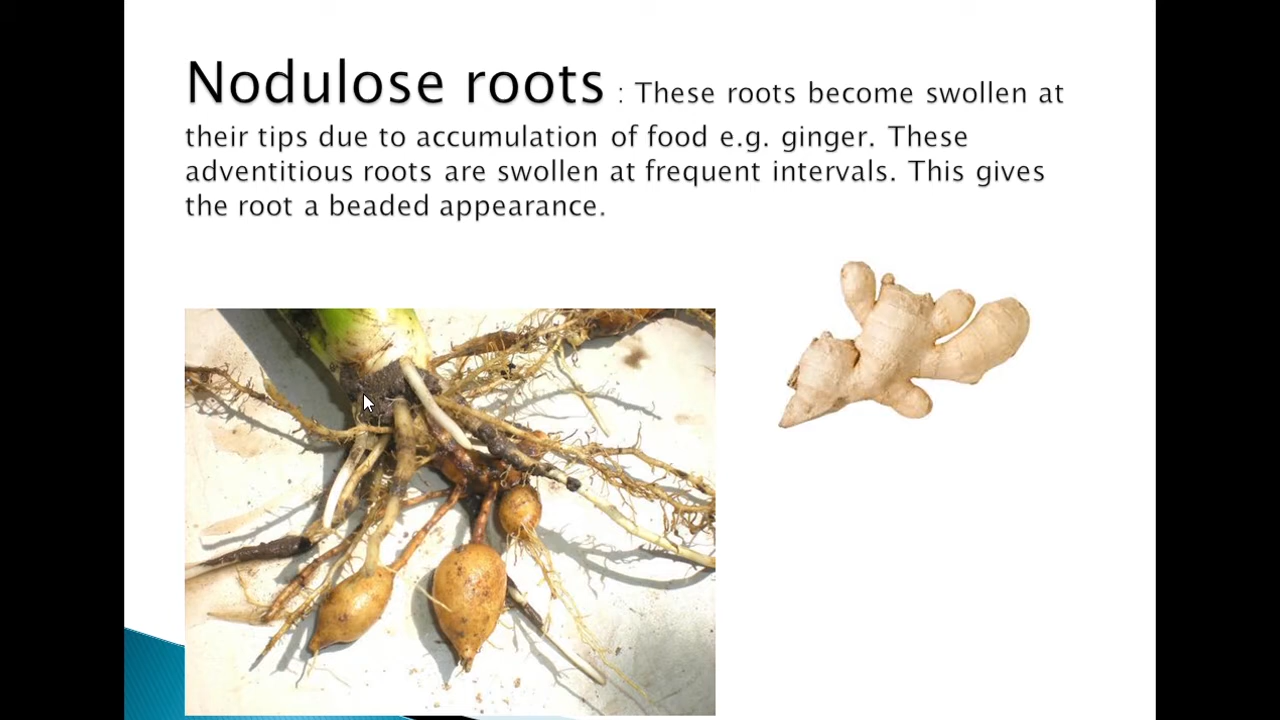 Nodulose roots : These roots become swollen at
their tips due to accumulation of food e.g. ginger. These
adventitious roots are swollen at frequent intervals. This gives
the root a beaded appearance.